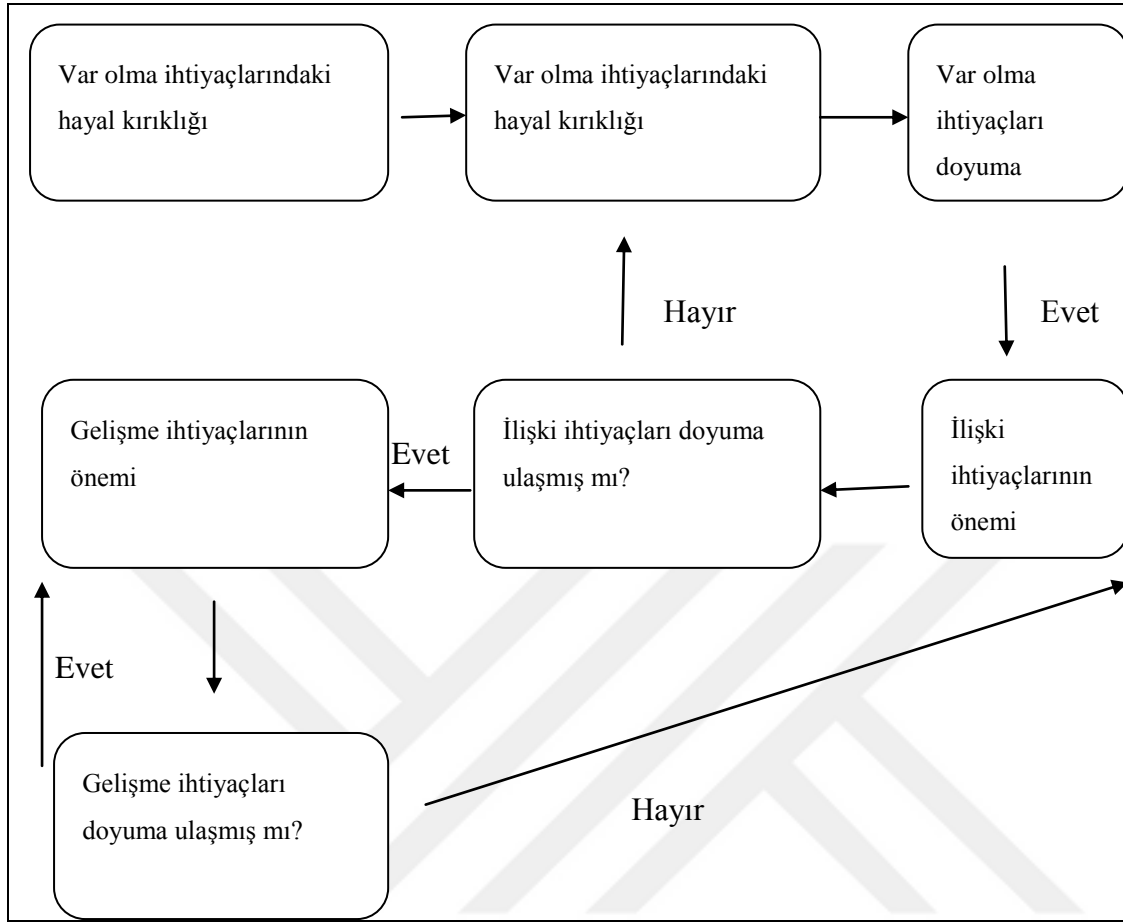 Var olma ihtiyaçlarındaki
hayal kırıklığı
Var olma ihtiyaçlarındaki
hayal kırıklığı
Var olma
ihtiyaçları
doyuma
Hayır
Evet
Gelişme ihtiyaçlarının
önemi
Evet
İlişki ihtiyaçları doyuma
ulaşmış mı?
İlişki
ihtiyaçlarının
önemi
Evet
Gelişme ihtiyaçları
doyuma ulaşmış mı?
Hayır